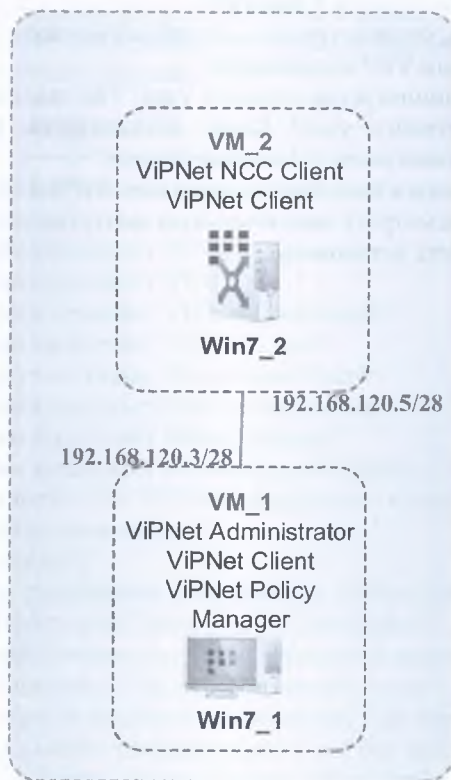 VM_2
ViPNet NCC Client
ViPNet Client
Win7_2
192.168.120.5/28
192.168.120.3/28
VM_1
ViPNet Administrator
ViPNet Client
ViPNet Policy
Manager
Win7_1